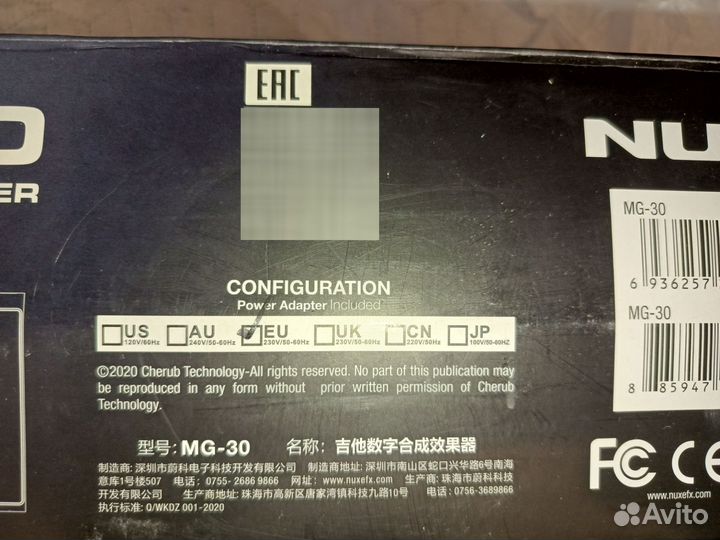 EAC
NU
ER
MG-30
6 936257
MG-30
8 85947
CONFIGURATION
Power Adapter Included
US 120V/60Hz AU 240V/50-60Hz EU 230V/50-60Hz UK 230V/50-60Hz CN 220V/50Hz JP 100V/50-60HZ
©2020 Cherub Technology-All rights reserved. No part of this publication may
be reproduced in any form without prior written permission of Cherub
Technology.
型号: MG-30 名称: 吉他数字合成效果器
制造商: 深圳市蔚科电子科技开发有限公司 制造商地址: 深圳市南山区蛇口兴华路6号南海
意库1号楼507 电话: 0755- 2686 9866 生产商: 珠海市蔚科科技
开发有限公司 生产商地址: 珠海市高新区唐家湾镇科技九路10号 电话: 0756-3689866
执行标准: Q/WKDZ 001-2020
FC CE
www.nuxefx.com
Avito